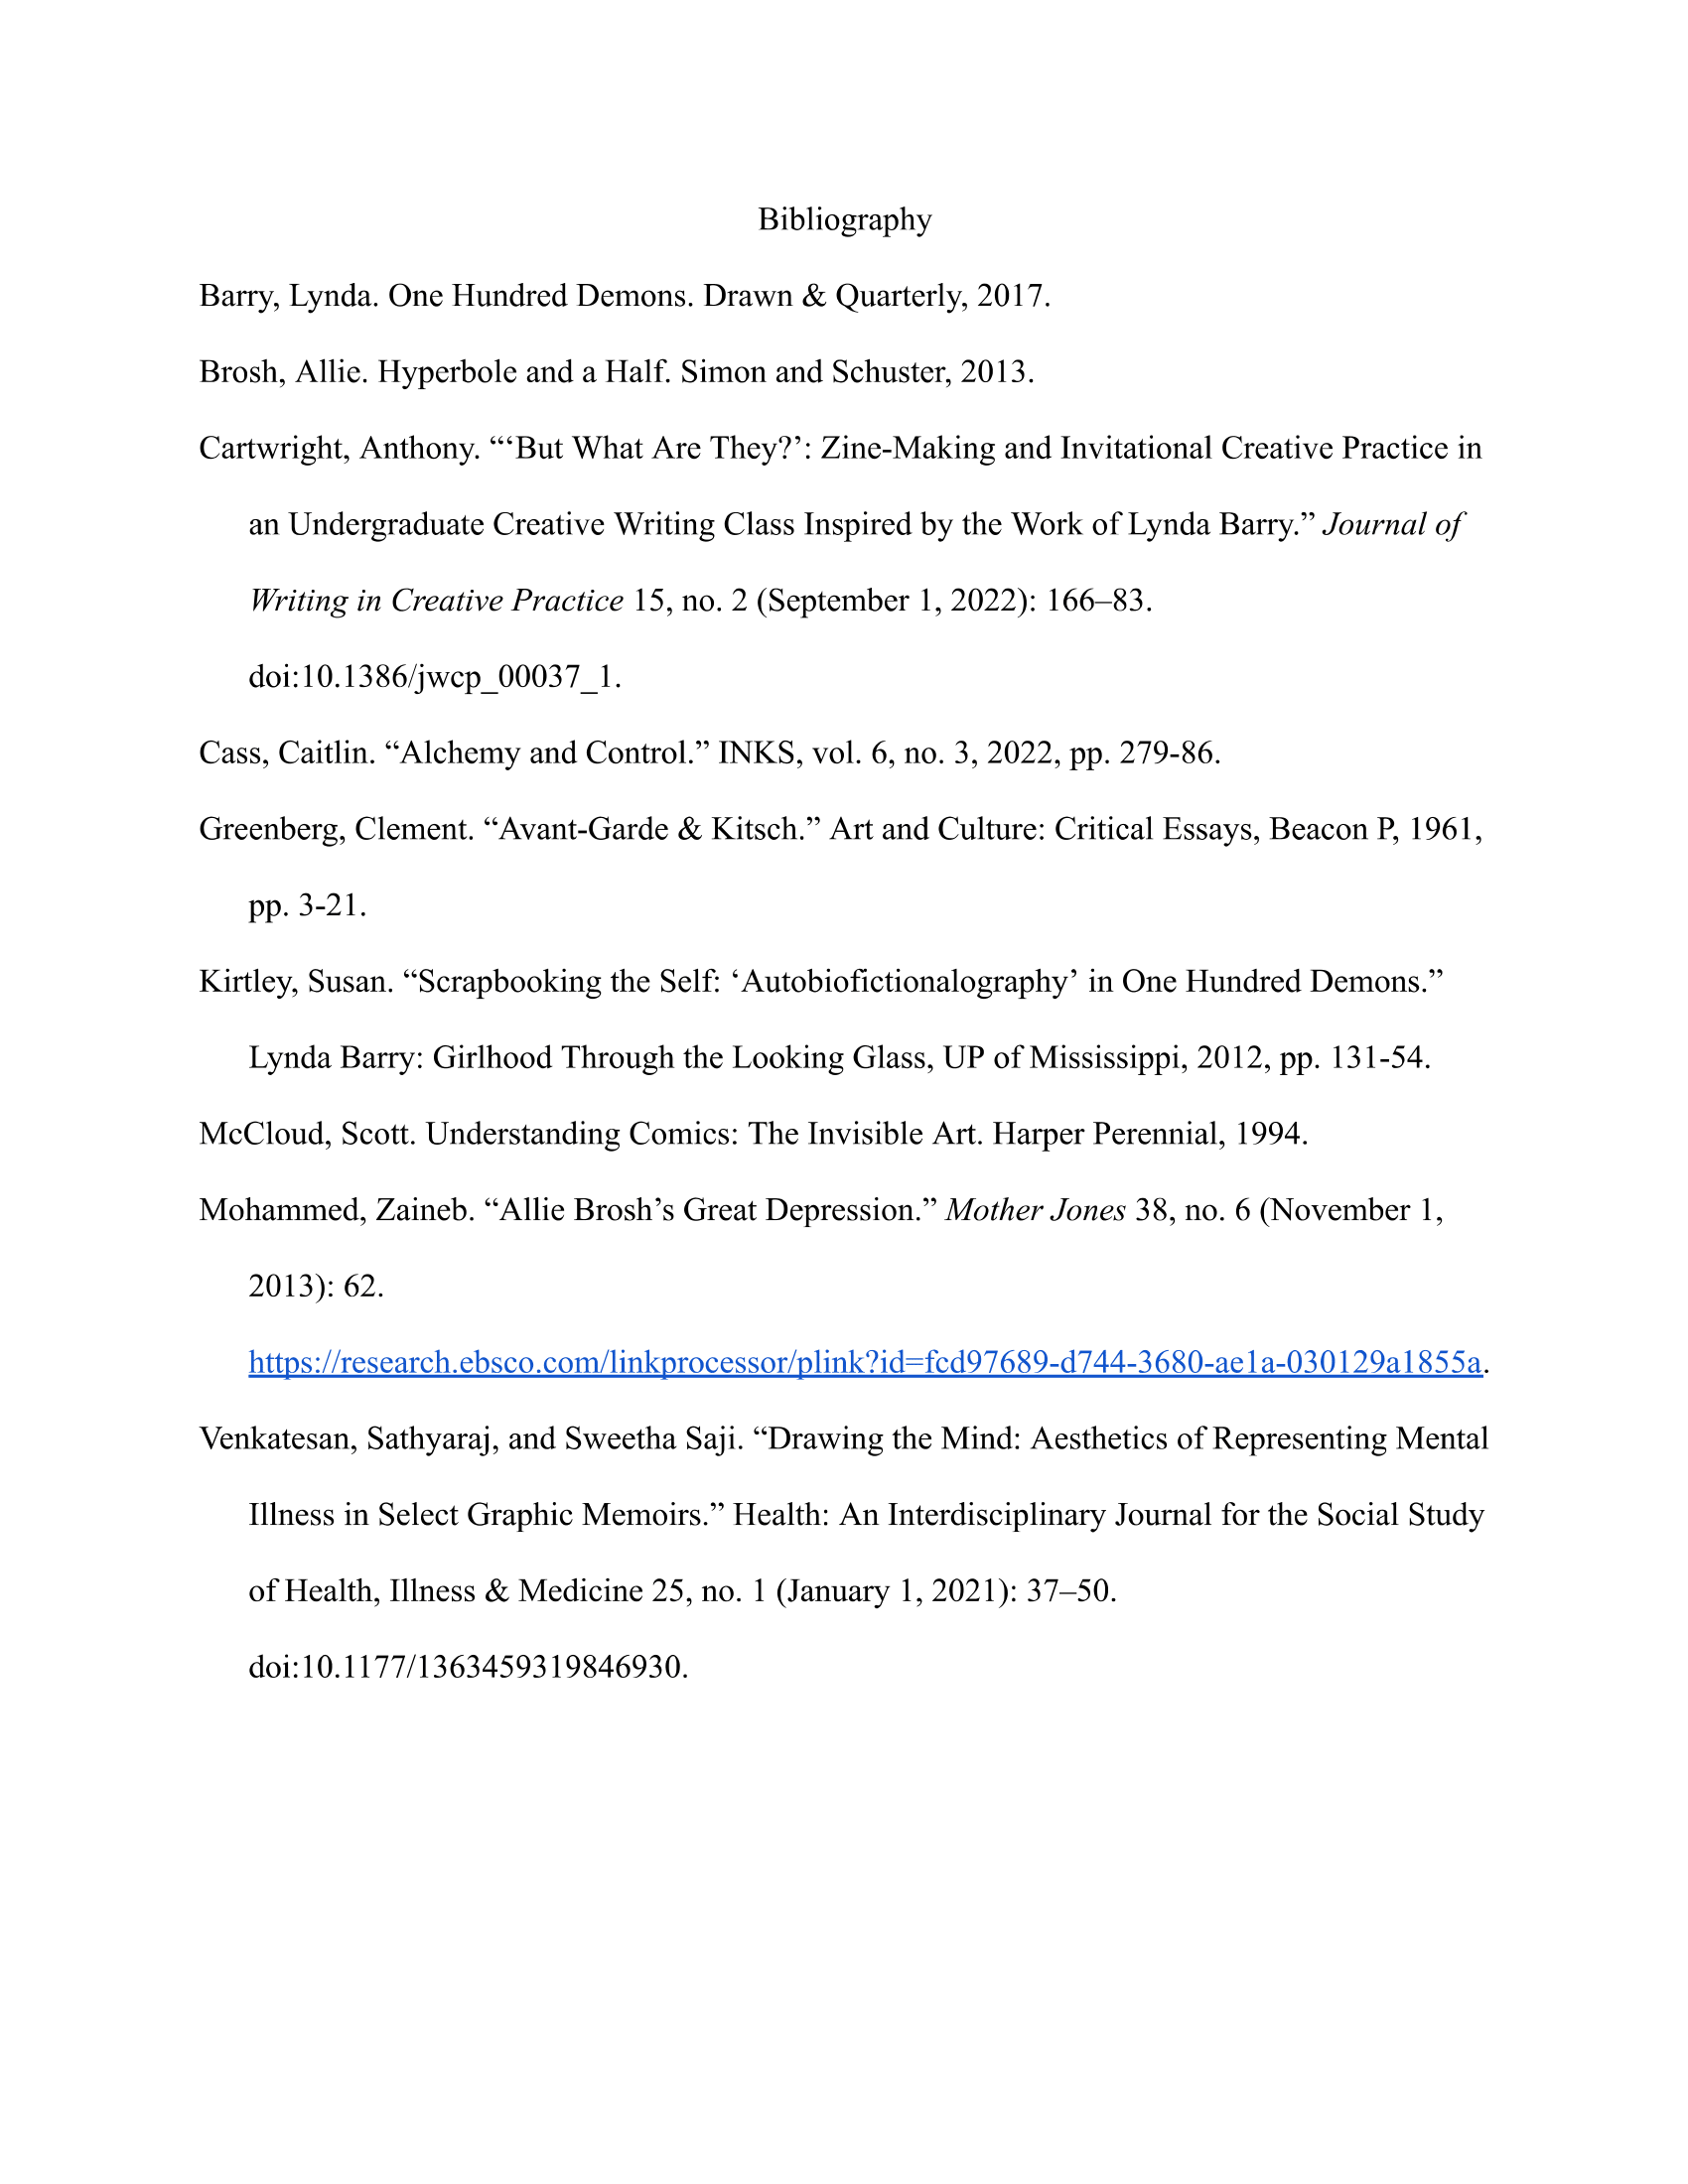 Bibliography
Barry, Lynda. One Hundred Demons. Drawn & Quarterly, 2017.
Brosh, Allie. Hyperbole and a Half. Simon and Schuster, 2013.
Cartwright, Anthony. “‘But What Are They?’: Zine-Making and Invitational Creative Practice in
an Undergraduate Creative Writing Class Inspired by the Work of Lynda Barry.” Journal of
Writing in Creative Practice 15, no. 2 (September 1, 2022): 166–83.
doi:10.1386/jwcp_00037_1.
Cass, Caitlin. “Alchemy and Control.” INKS, vol. 6, no. 3, 2022, pp. 279-86.
Greenberg, Clement. “Avant-Garde & Kitsch.” Art and Culture: Critical Essays, Beacon P, 1961,
pp. 3-21.
Kirtley, Susan. “Scrapbooking the Self: ‘Autobiofictionalography’ in One Hundred Demons.”
Lynda Barry: Girlhood Through the Looking Glass, UP of Mississippi, 2012, pp. 131-54.
McCloud, Scott. Understanding Comics: The Invisible Art. Harper Perennial, 1994.
Mohammed, Zaineb. “Allie Brosh’s Great Depression.” Mother Jones 38, no. 6 (November 1,
2013): 62.
https://research.ebsco.com/linkprocessor/plink?id=fcd97689-d744-3680-ae1a-030129a1855a.
Venkatesan, Sathyaraj, and Sweetha Saji. “Drawing the Mind: Aesthetics of Representing Mental
Illness in Select Graphic Memoirs.” Health: An Interdisciplinary Journal for the Social Study
of Health, Illness & Medicine 25, no. 1 (January 1, 2021): 37–50.
doi:10.1177/1363459319846930.